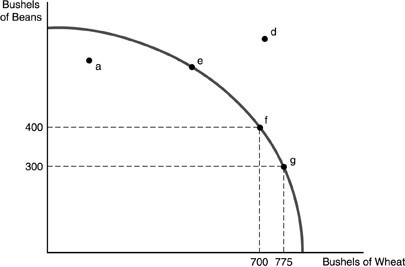 Bushels
of Beans
d
a
e
f
400
g
300
700 775 Bushels of Wheat